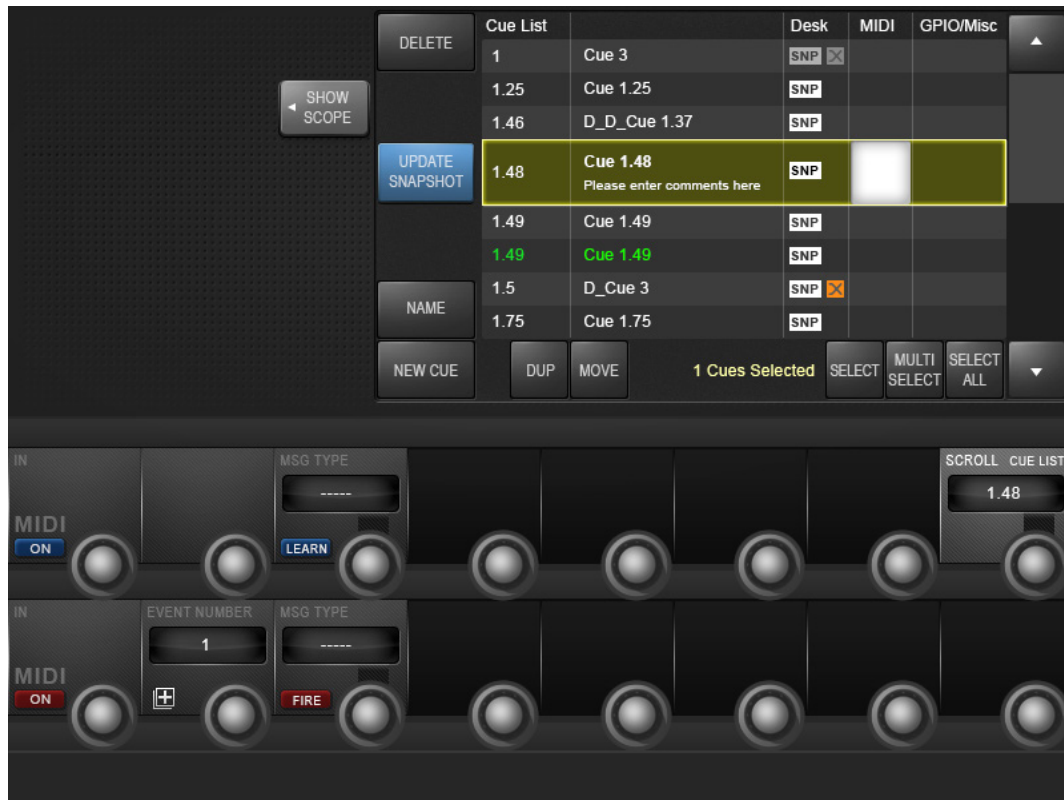 Cue List Desk MIDI GPIO/Misc
DELETE
1 Cue 3 SNP
SHOW
SCOPE
1.25 Cue 1.25 SNP
1.46 D_D_Cue 1.37 SNP
UPDATE
SNAPSHOT
1.48 Cue 1.48 SNP
Please enter comments here
1.49 Cue 1.49 SNP
1.49 Cue 1.49 SNP
1.5 D_Cue 3 SNP
NAME
1.75 Cue 1.75 SNP
NEW CUE DUP MOVE 1 Cues Selected SELECT
MULTI
SELECT
SELECT
ALL
IN MSG TYPE SCROLL CUE LIST
----- 1.48
MIDI
ON LEARN
IN EVENT NUMBER MSG TYPE
1 -----
MIDI
ON FIRE